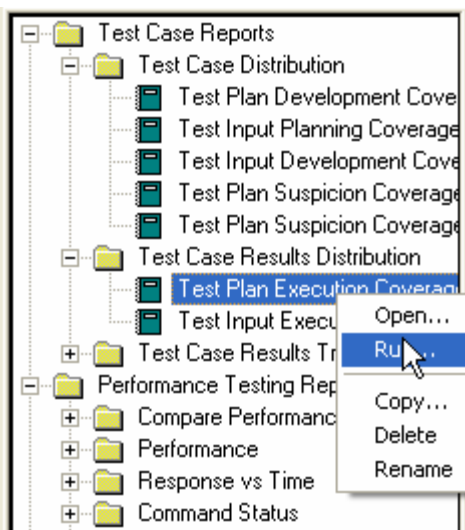 Test Case Reports
Test Case Distribution
Test Plan Development Cove
Test Input Planning Coverage
Test Input Development Cove
Test Plan Suspicion Coverage
Test Plan Suspicion Coverage
Test Case Results Distribution
Test Plan Execution Coverag
Test Input Execu
Test Case Results Tr
Performance Testing Rep
Compare Performanc
Performance
Response vs Time
Command Status
Open...
Ru...
Copy...
Delete
Rename